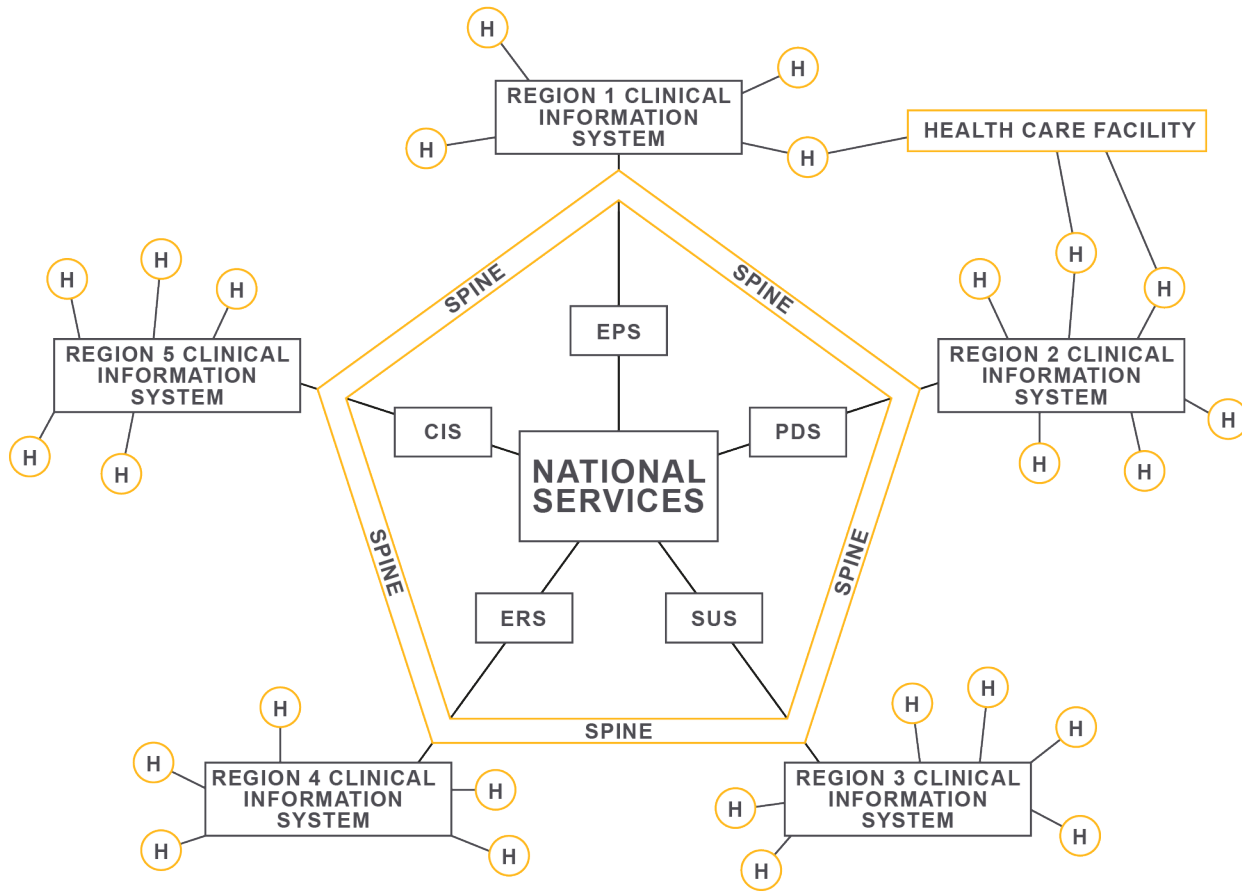 H
H
REGION 1 CLINICAL
INFORMATION
SYSTEM
H
H
HEALTH CARE FACILITY
SPINE
SPINE
H
H
H
H
H
H
EPS
REGION 5 CLINICAL
INFORMATION
SYSTEM
REGION 2 CLINICAL
INFORMATION
SYSTEM
CIS
PDS
H
H
H
H
H
NATIONAL
SERVICES
SPINE
SPINE
ERS
SUS
SPINE
H
H
H
H
H
REGION 4 CLINICAL
INFORMATION
SYSTEM
H
H
H
REGION 3 CLINICAL
INFORMATION
SYSTEM
H
H
H
H